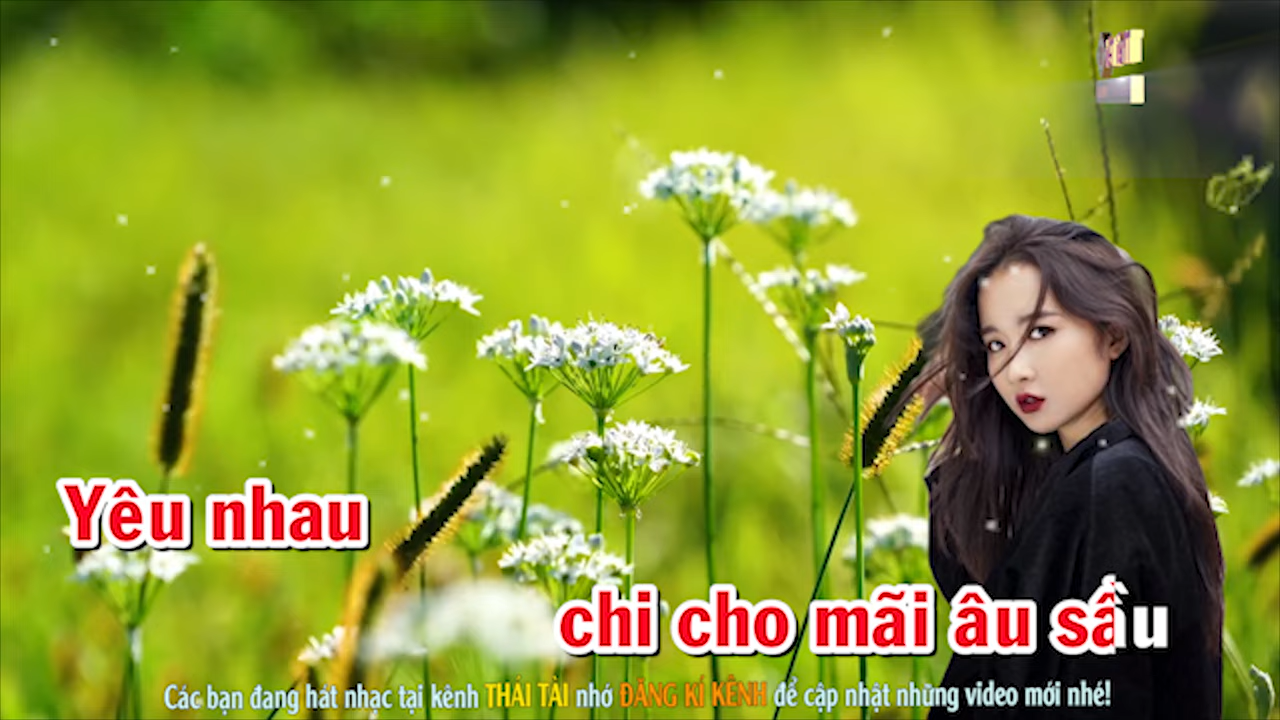 Yêu nhau
chi cho mãi âu sầu
Các bạn đang hát nhạc tại kênh THÁI TÀI nhớ ĐĂNG KÍ KÊNH để cập nhật những video mới nhé!